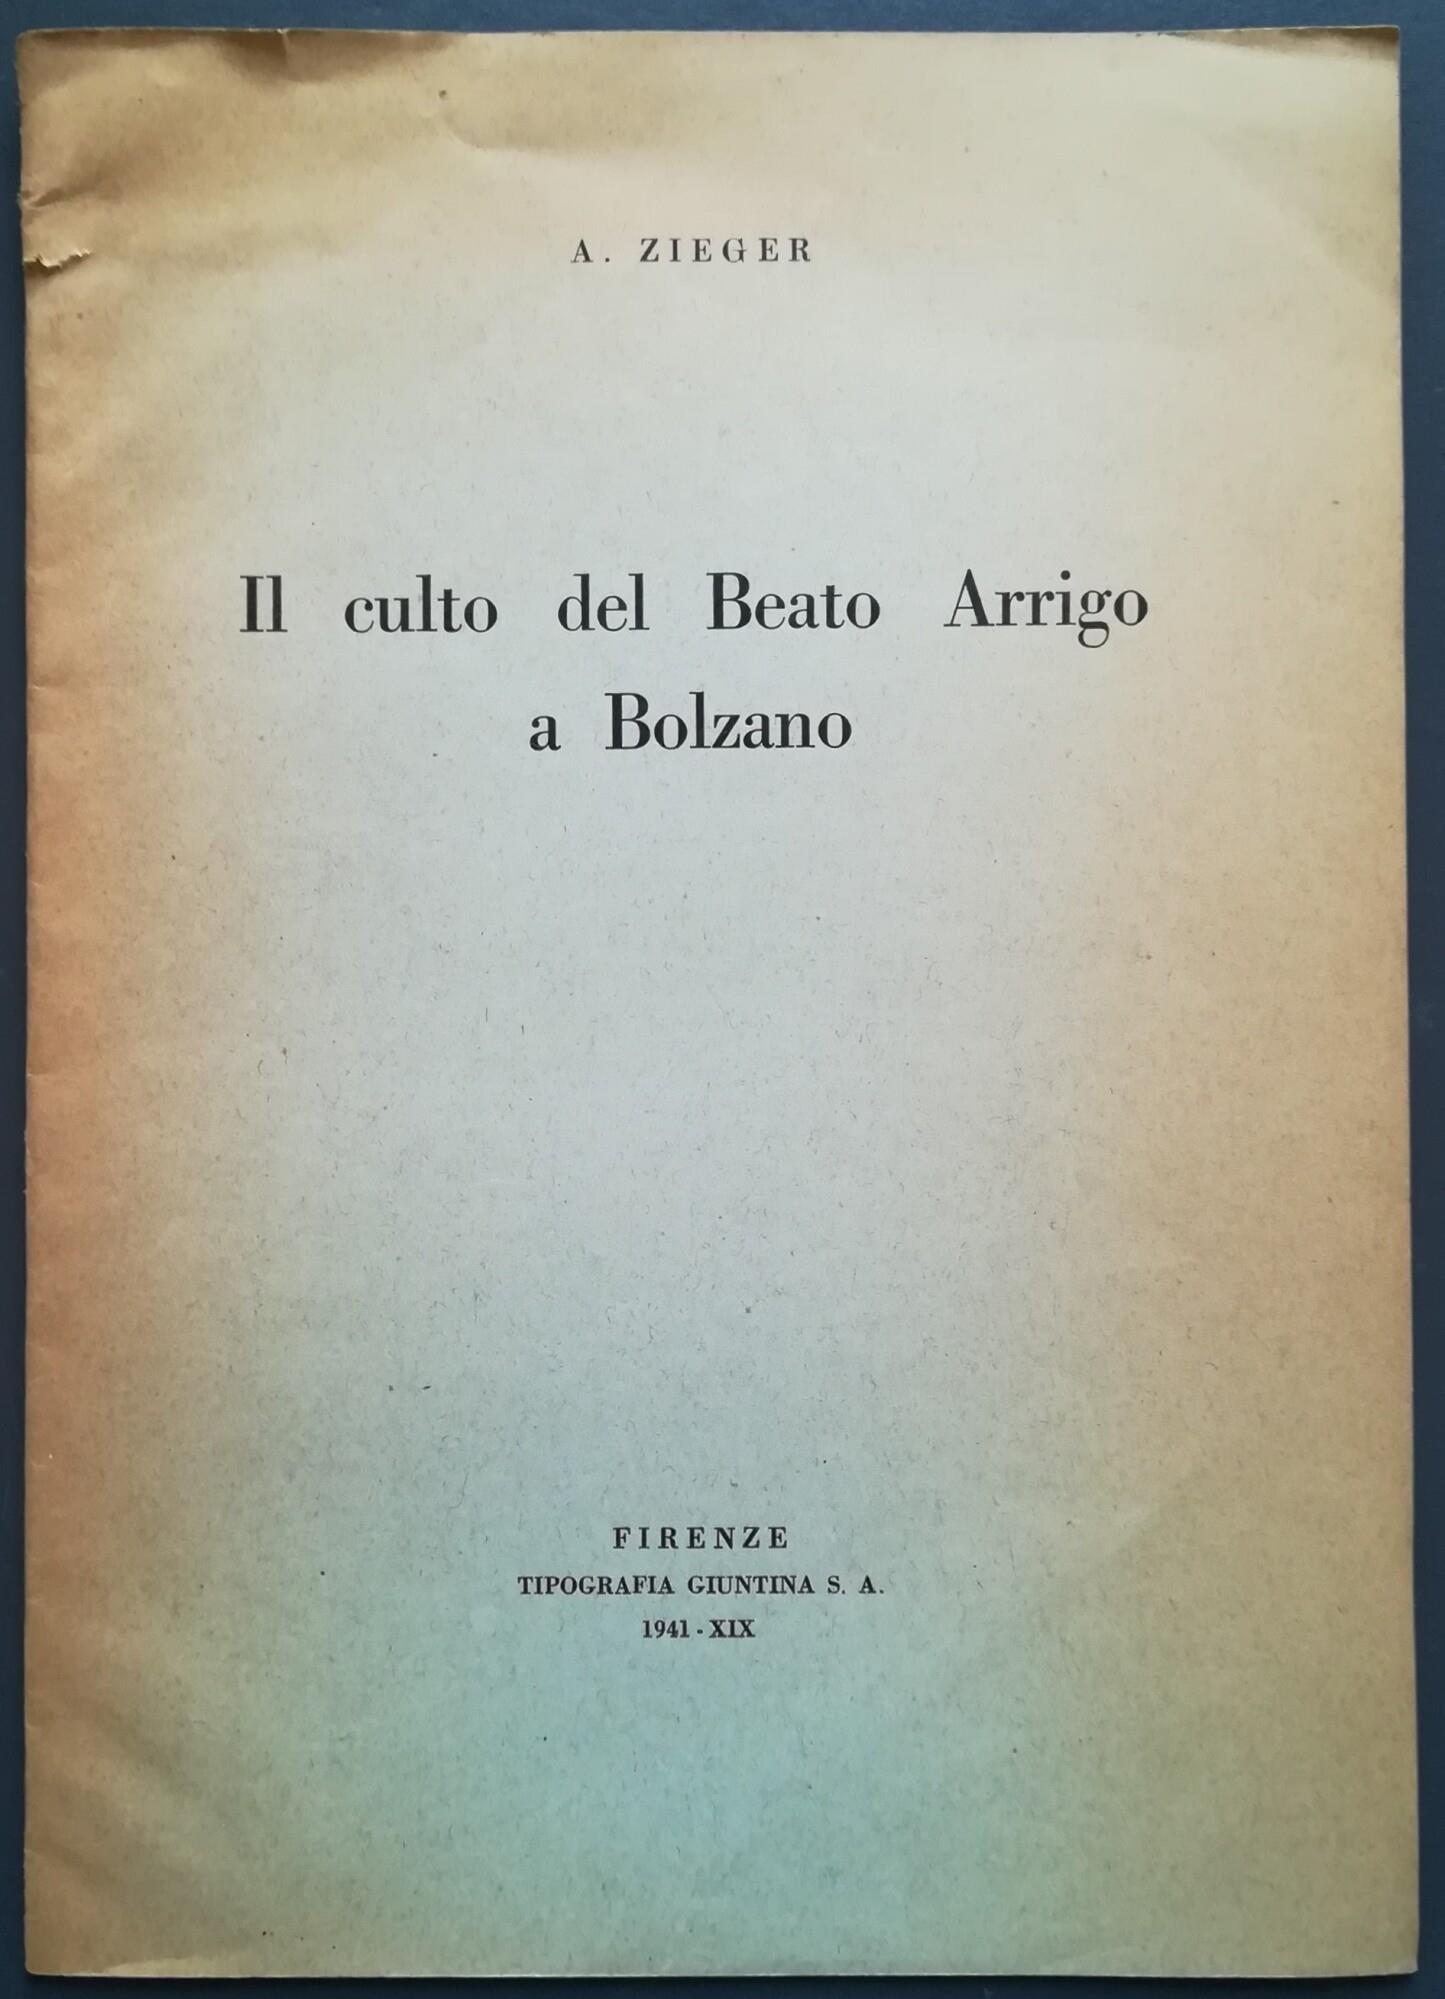 A. ZIEGER
Il culto del Beato Arrigo
a Bolzano
FIRENZE
TIPOGRAFIA GIUNTINA S. A.
1941 - XIX